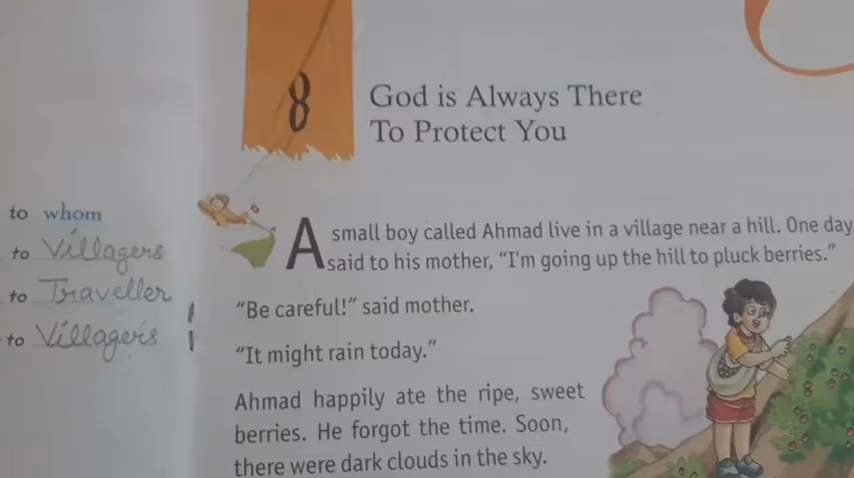 8
God is Always There
To Protect You
to whom
to Villagers
to Traveller
to Villagers
A small boy called Ahmad live in a village near a hill. One day
said to his mother, “I'm going up the hill to pluck berries.”
“Be careful!” said mother.
“It might rain today.”
Ahmad happily ate the ripe, sweet
berries. He forgot the time. Soon,
there were dark clouds in the sky.